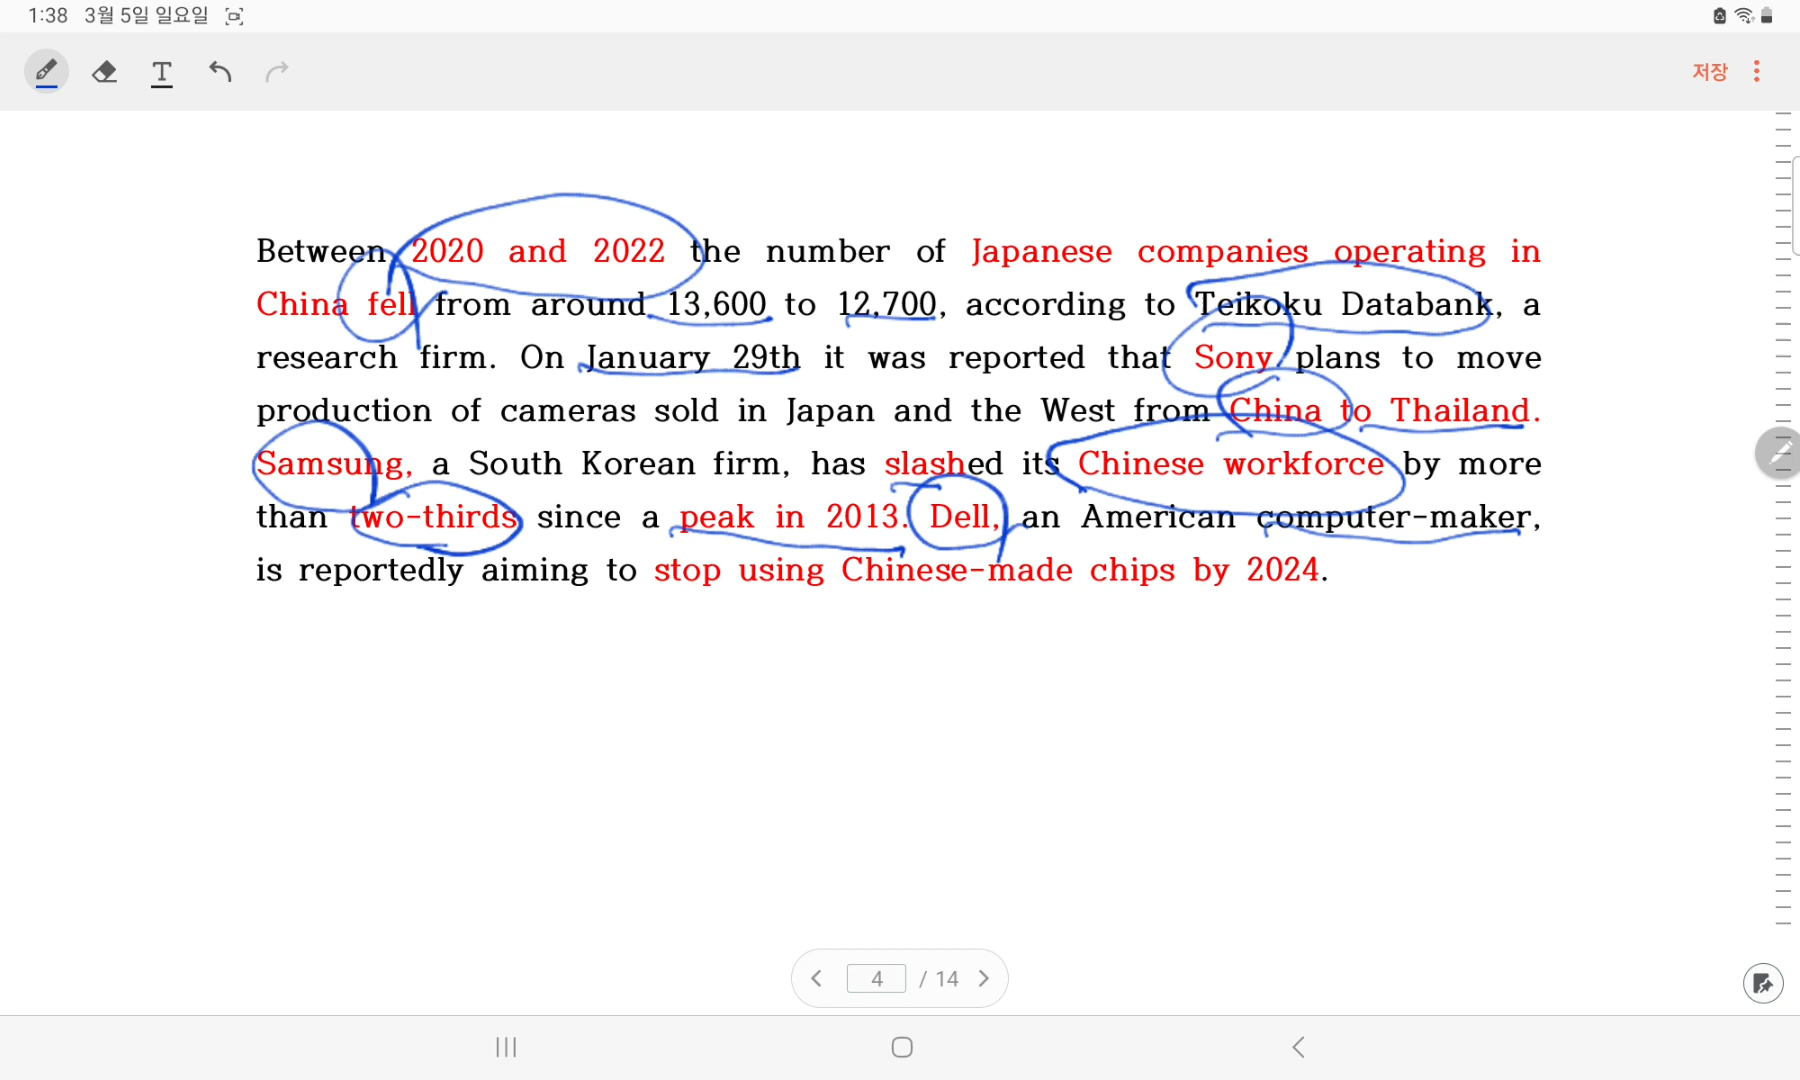 1:38 3월 5일 일요일
저장
Between 2020 and 2022 the number of Japanese companies operating in
China fell from around 13,600 to 12,700, according to Teikoku Databank, a
research firm. On January 29th it was reported that Sony plans to move
production of cameras sold in Japan and the West from China to Thailand.
Samsung, a South Korean firm, has slashed its Chinese workforce by more
than two-thirds since a peak in 2013. Dell, an American computer-maker,
is reportedly aiming to stop using Chinese-made chips by 2024.
4 / 14